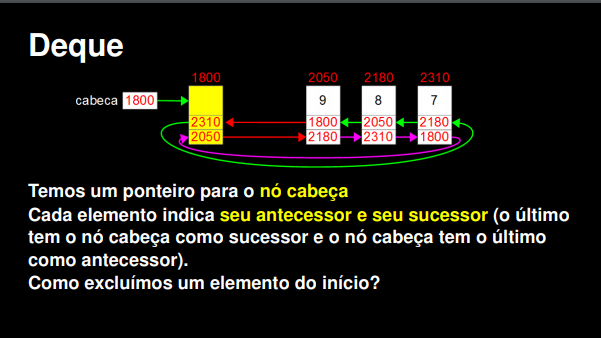 Deque
1800 2050 2180 2310
cabeca 1800 9 8 7
2310 1800 2050 2180
2050 2180 2310 1800
Temos um ponteiro para o nó cabeça
Cada elemento indica seu antecessor e seu sucessor (o último
tem o nó cabeça como sucessor e o nó cabeça tem o último
como antecessor).
Como excluímos um elemento do início?